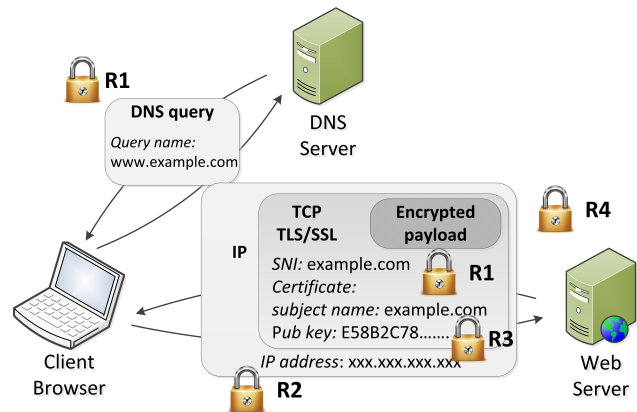 R1
DNS query
Query name:
www.example.com
DNS
Server
IP
TCP
TLS/SSL
Encrypted
payload
SNI: example.com
Certificate:
subject name: example.com
Pub key: E58B2C78.......
IP address: xxx.xxx.xxx.xxx
R1
R3
R2
R4
Client
Browser
Web
Server